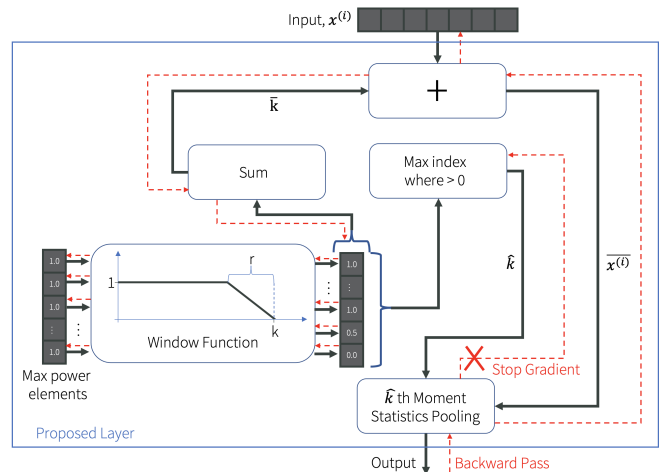 Input, x^(i)
+
k̄
Sum
Max index
where > 0
r
1
k
Window Function
1.0
1.0
1.0
⋮
1.0
⋮
⋮
1.0
⋮
1.0
0.5
0.0
k̂
x^(i)
Max power
elements
Stop Gradient
k̂ th Moment
Statistics Pooling
Proposed Layer
Output
Backward Pass